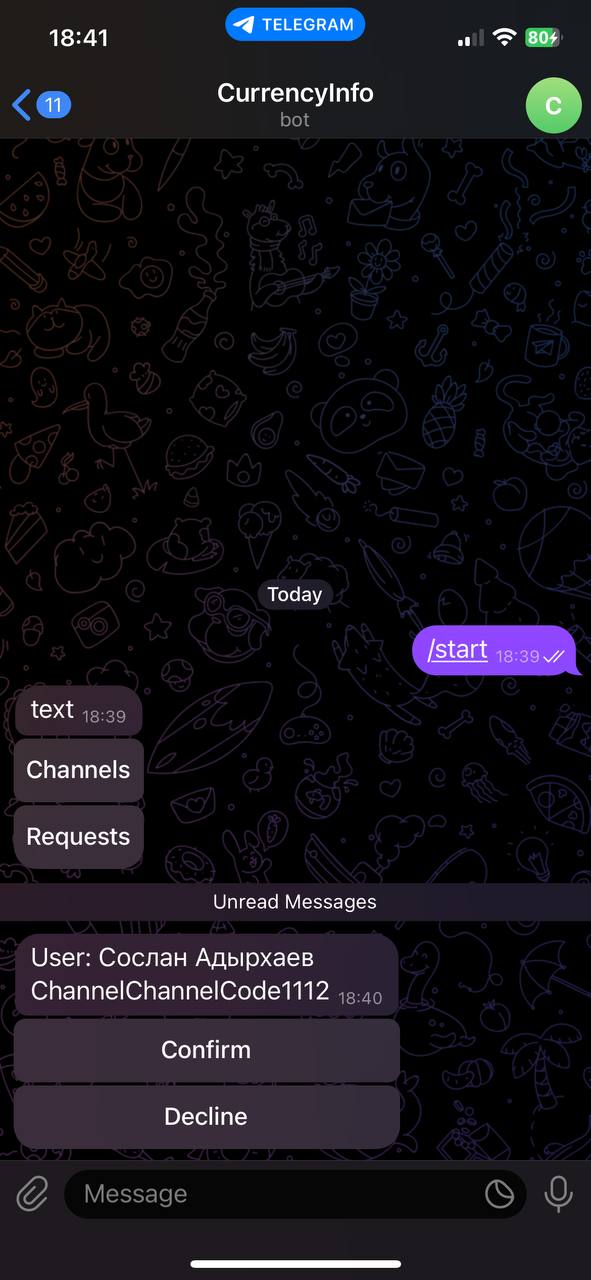 18:41
TELEGRAM
80
11
CurrencyInfo
bot
C
Today
/start 18:39
text 18:39
Channels
Requests
Unread Messages
User: Сослан Адырхаев
ChannelChannelCode1112 18:40
Confirm
Decline
Message